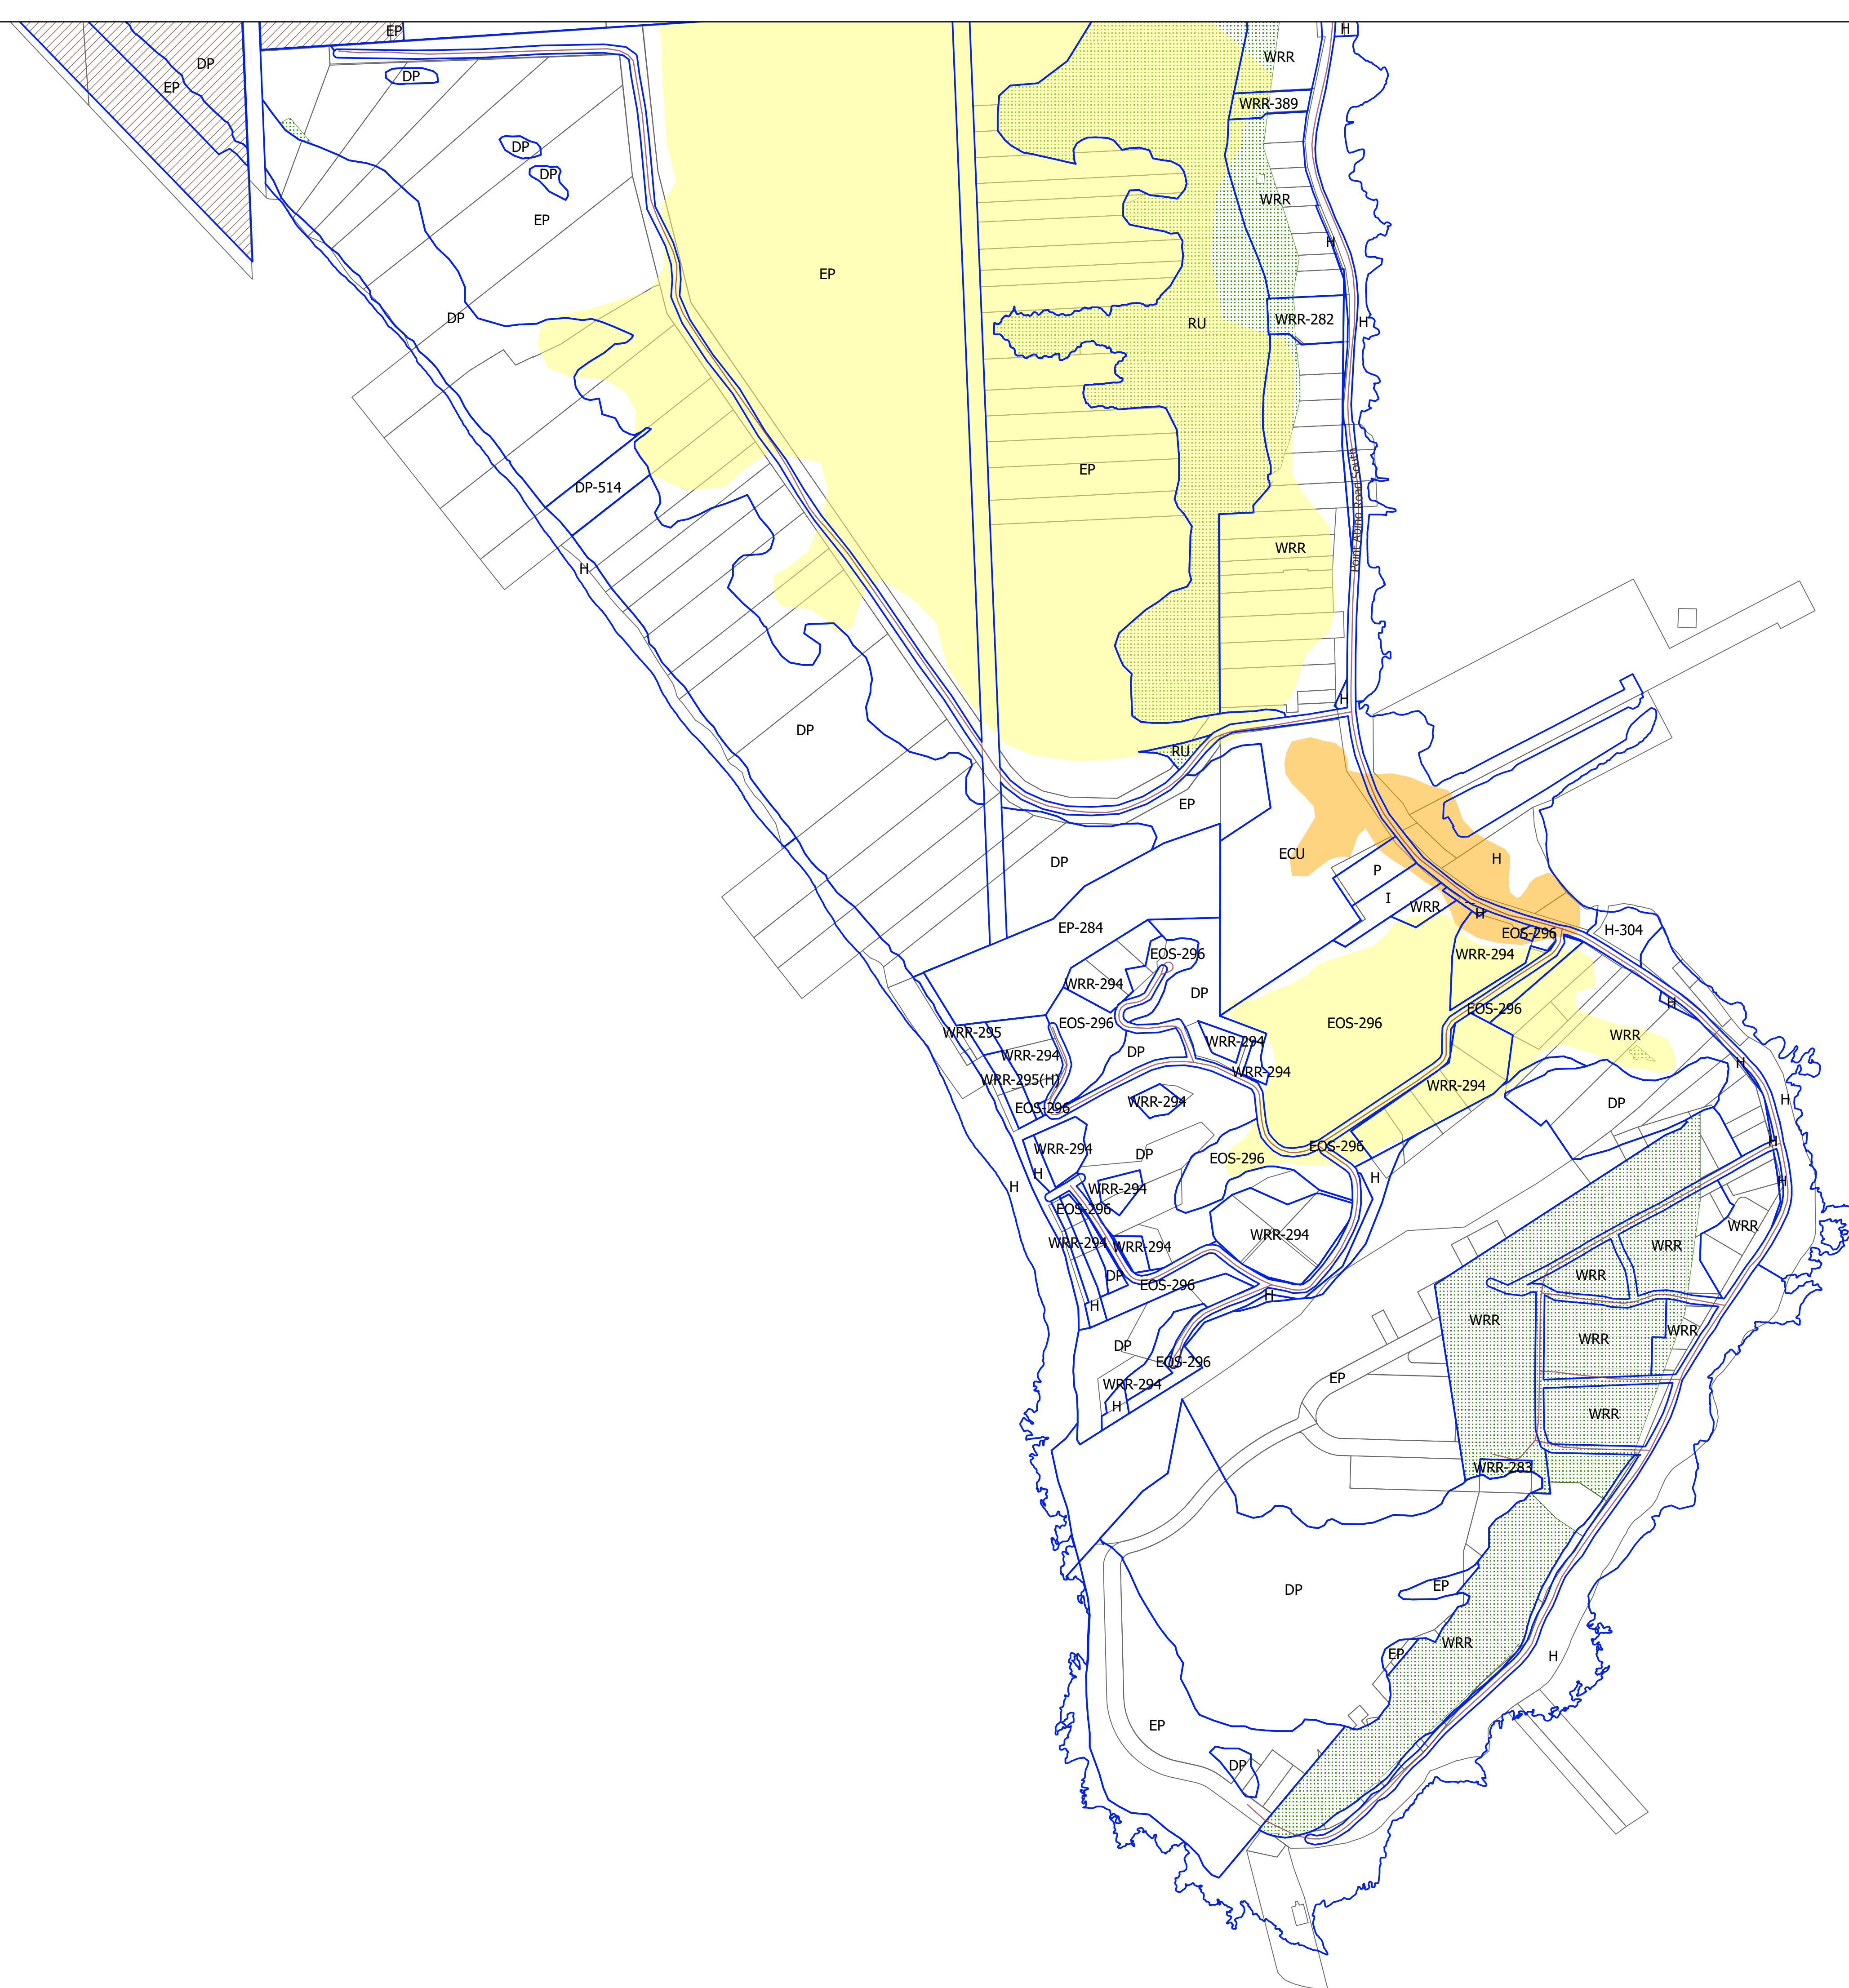 EP
H
DP
WRR
DP
EP
WRR-389
DP
DP
WRR
EP
H
EP
DP
RU
WRR-282
H
EP
DP-514
Point Abino Road South
WRR
H
H
DP
RU
EP
ECU
H
DP
P
I
WRR
H
EP-284
H-304
EOS-296
EOS-296
WRR-294
WRR-294
DP
H
EOS-296
EOS-296
EOS-296
WRR-295
WRR
WRR-294
DP
WRR-294
H
WRR-294
WRR-295(H)
WRR-294
H
WRR-294
DP
EOS-296
H
WRR-294
EOS-296
DP
EOS-296
H
H
H
H
WRR-294
EOS-296
WRR
WRR-294
WRR-294
WRR-294
WRR
DP
WRR
EOS-296
H
H
WRR
WRR
WRR
DP
EOS-296
EP
WRR-294
H
WRR
WRR-283
EP
DP
WRR
EP
H
EP
DP